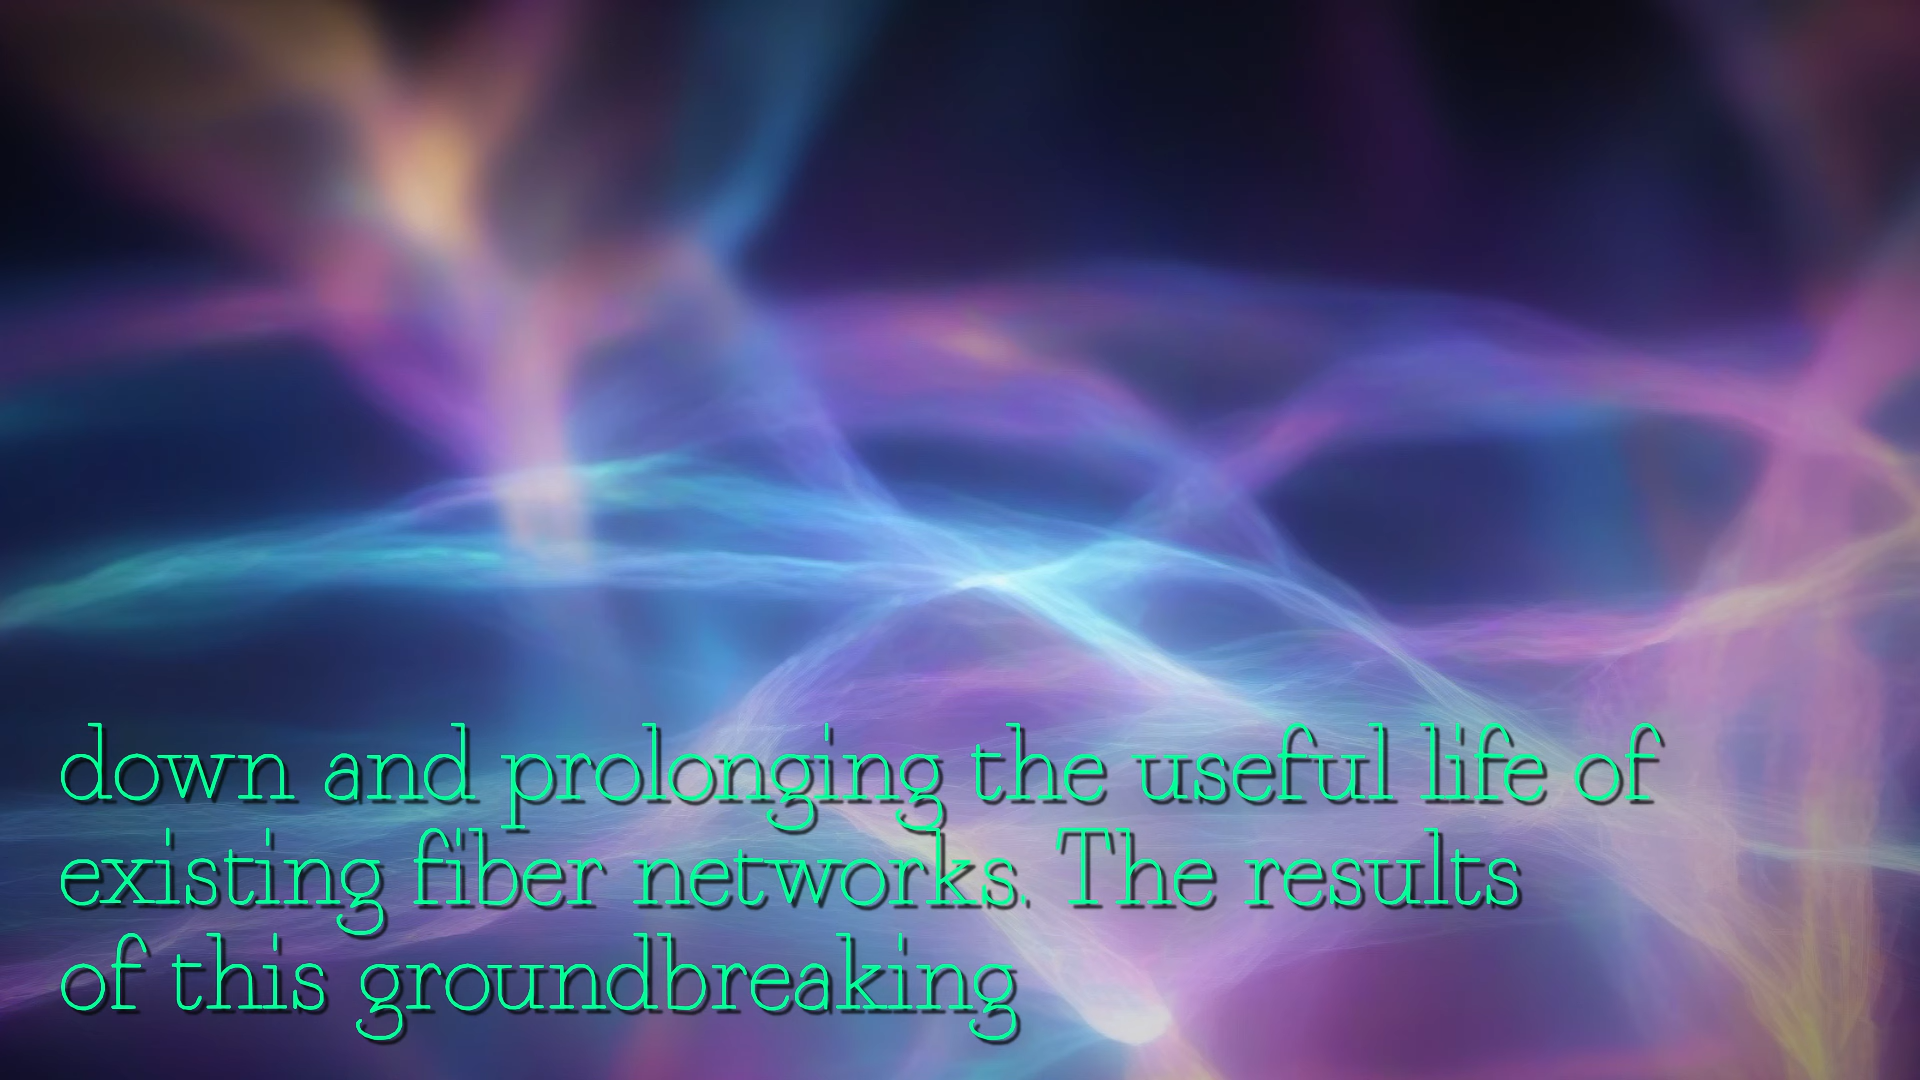 down and prolonging the useful life of
existing fiber networks. The results
of this groundbreaking